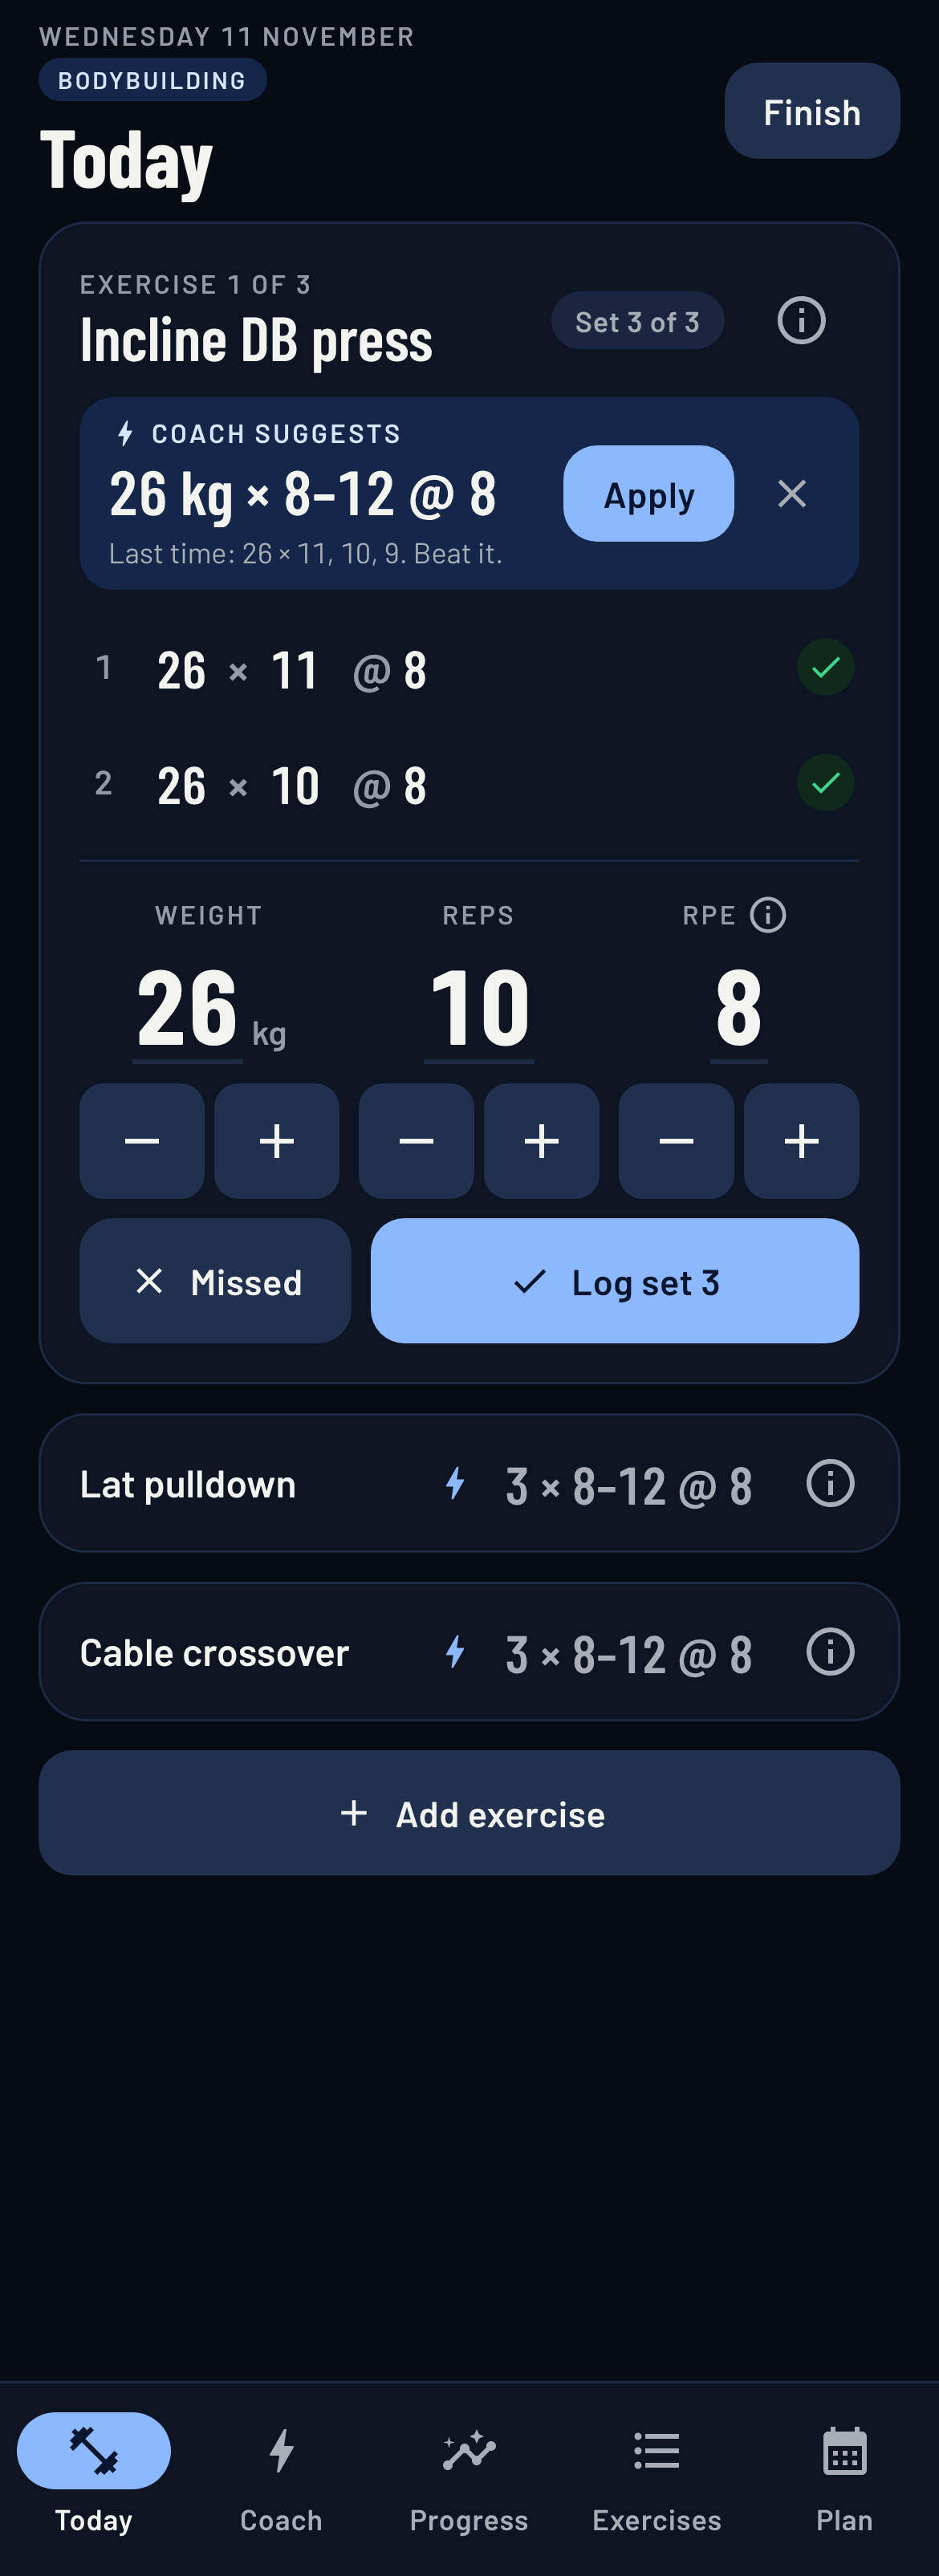 WEDNESDAY 11 NOVEMBER
BODYBUILDING
Today
Finish
EXERCISE 1 OF 3
Incline DB press
Set 3 of 3
COACH SUGGESTS
26 kg × 8–12 @ 8
Last time: 26 × 11, 10, 9. Beat it.
Apply
1 26 × 11 @ 8
2 26 × 10 @ 8
WEIGHT REPS RPE
26 kg 10 8
Missed
Log set 3
Lat pulldown 3 × 8–12 @ 8
Cable crossover 3 × 8–12 @ 8
Add exercise
Today Coach Progress Exercises Plan